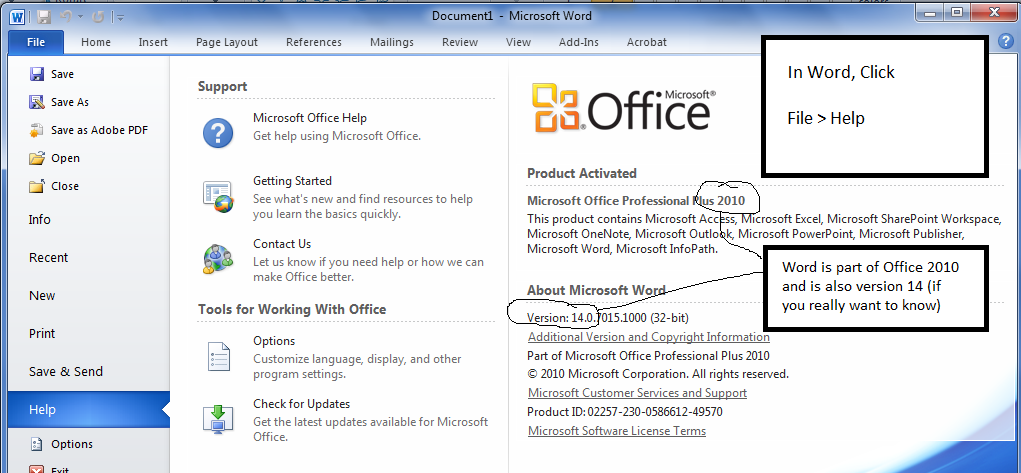 Document1 - Microsoft Word
File Home Insert Page Layout References Mailings Review View Add-Ins Acrobat
Save
Save As
Save as Adobe PDF
Open
Close
Info
Recent
New
Print
Save & Send
Help
Options
Exit
Support
Microsoft Office Help
Get help using Microsoft Office.
Getting Started
See what's new and find resources to help
you learn the basics quickly.
Contact Us
Let us know if you need help or how we can
make Office better.
Tools for Working With Office
Options
Customize language, display, and other
program settings.
Check for Updates
Get the latest updates available for Microsoft
Office.
Microsoft®
Office
Product Activated
Microsoft Office Professional Plus 2010
This product contains Microsoft Access, Microsoft Excel, Microsoft SharePoint Workspace,
Microsoft OneNote, Microsoft Outlook, Microsoft PowerPoint, Microsoft Publisher,
Microsoft Word, Microsoft InfoPath.
About Microsoft Word
Version: 14.0.7015.1000 (32-bit)
Additional Version and Copyright Information
Part of Microsoft Office Professional Plus 2010
© 2010 Microsoft Corporation. All rights reserved.
Microsoft Customer Services and Support
Product ID: 02257-230-0586612-49570
Microsoft Software License Terms
In Word, Click
File > Help
Word is part of Office 2010
and is also version 14 (if
you really want to know)